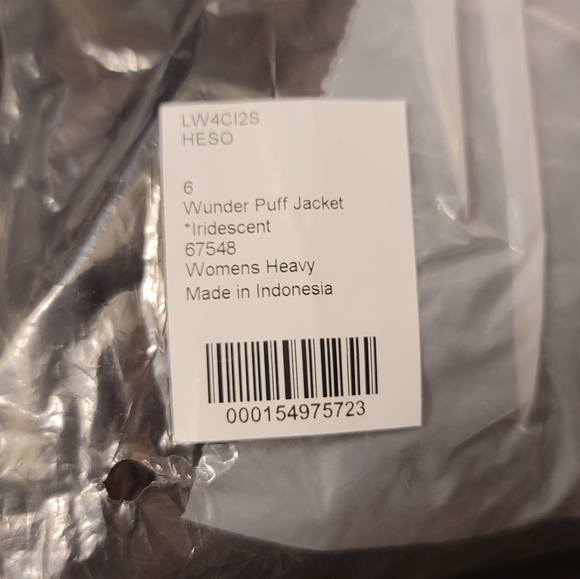 LW4CI2S
HESO
6
Wunder Puff Jacket
*Iridescent
67548
Womens Heavy
Made in Indonesia
000154975723